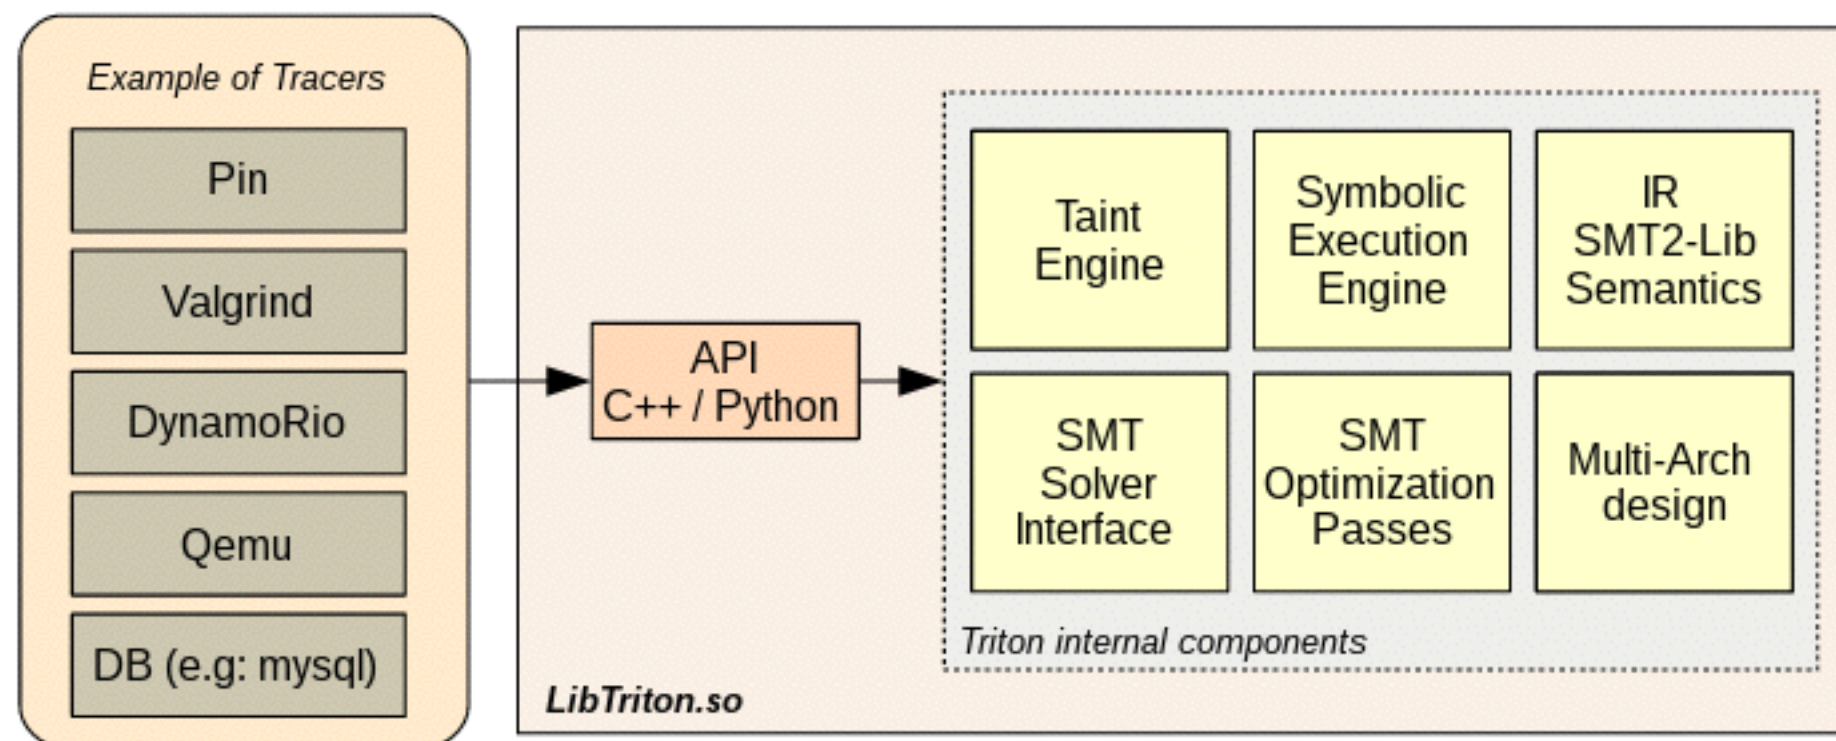 Example of Tracers
Pin
Valgrind
DynamoRio
Qemu
DB (e.g: mysql)
API
C++ / Python
Taint
Engine
Symbolic
Execution
Engine
IR
SMT2-Lib
Semantics
SMT
Solver
Interface
SMT
Optimization
Passes
Multi-Arch
design
Triton internal components
LibTriton.so